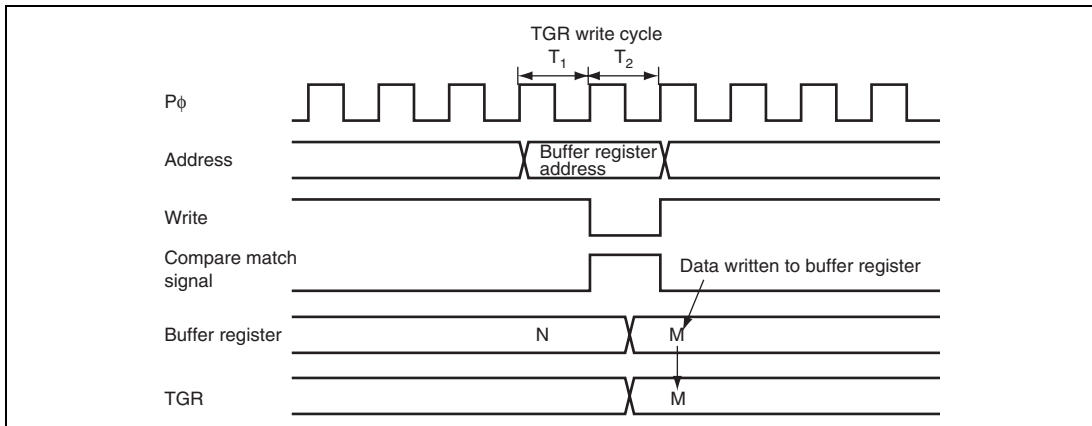 TGR write cycle
T1 T2
Pϕ
Address
Buffer register
address
Write
Compare match
signal
Data written to buffer register
Buffer register
N
M
TGR
M